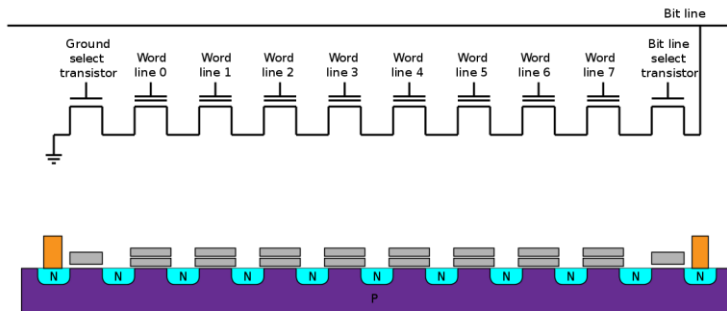 Bit line
Ground
select
transistor
Word
line 0
Word
line 1
Word
line 2
Word
line 3
Word
line 4
Word
line 5
Word
line 6
Word
line 7
Bit line
select
transistor
N
N
N
N
N
N
N
N
N
N
N
P